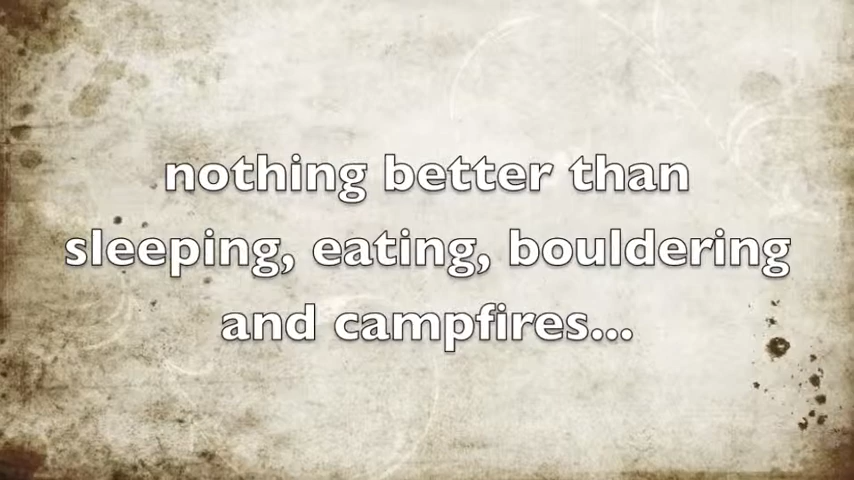 nothing better than
sleeping, eating, bouldering
and campfires...